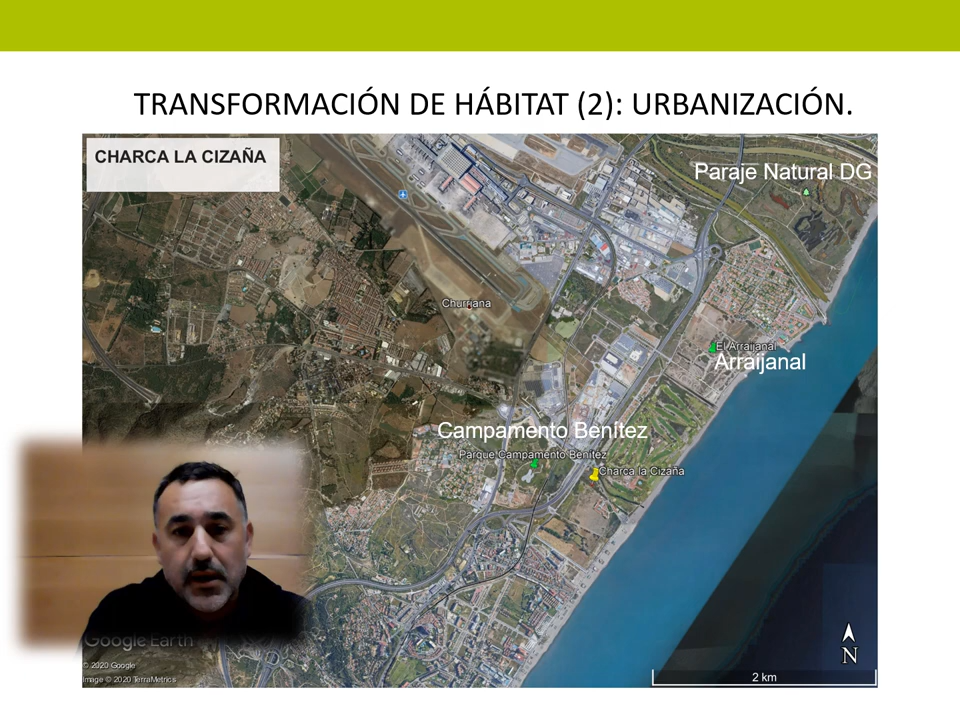 TRANSFORMACIÓN DE HÁBITAT (2): URBANIZACIÓN.
CHARCA LA CIZAÑA
Paraje Natural DG
Churriana
El Arraijanal
Arraijanal
Campamento Benítez
Parque Campamento Benítez
Charca la Cizaña
Google Earth
© 2020 Google
Image © 2020 TerraMetrics
N
2 km